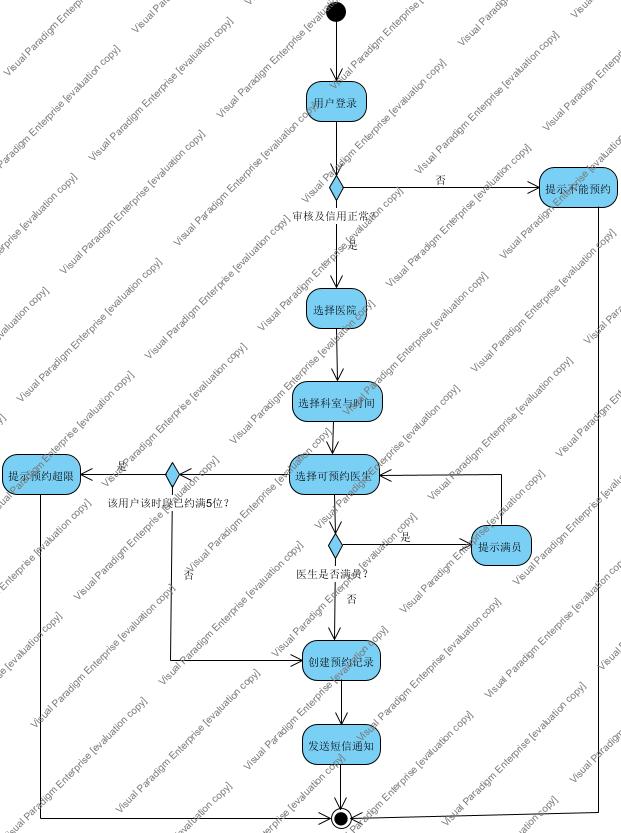 用户登录
否
提示不能预约
审核及信用正常?
是
选择医院
选择科室与时间
提示预约超限
是
选择可预约医生
该用户该时段已约满5位?
是
提示满员
医生是否满员?
否
否
创建预约记录
发送短信通知
Visual Paradigm Enterprise [evaluation copy]